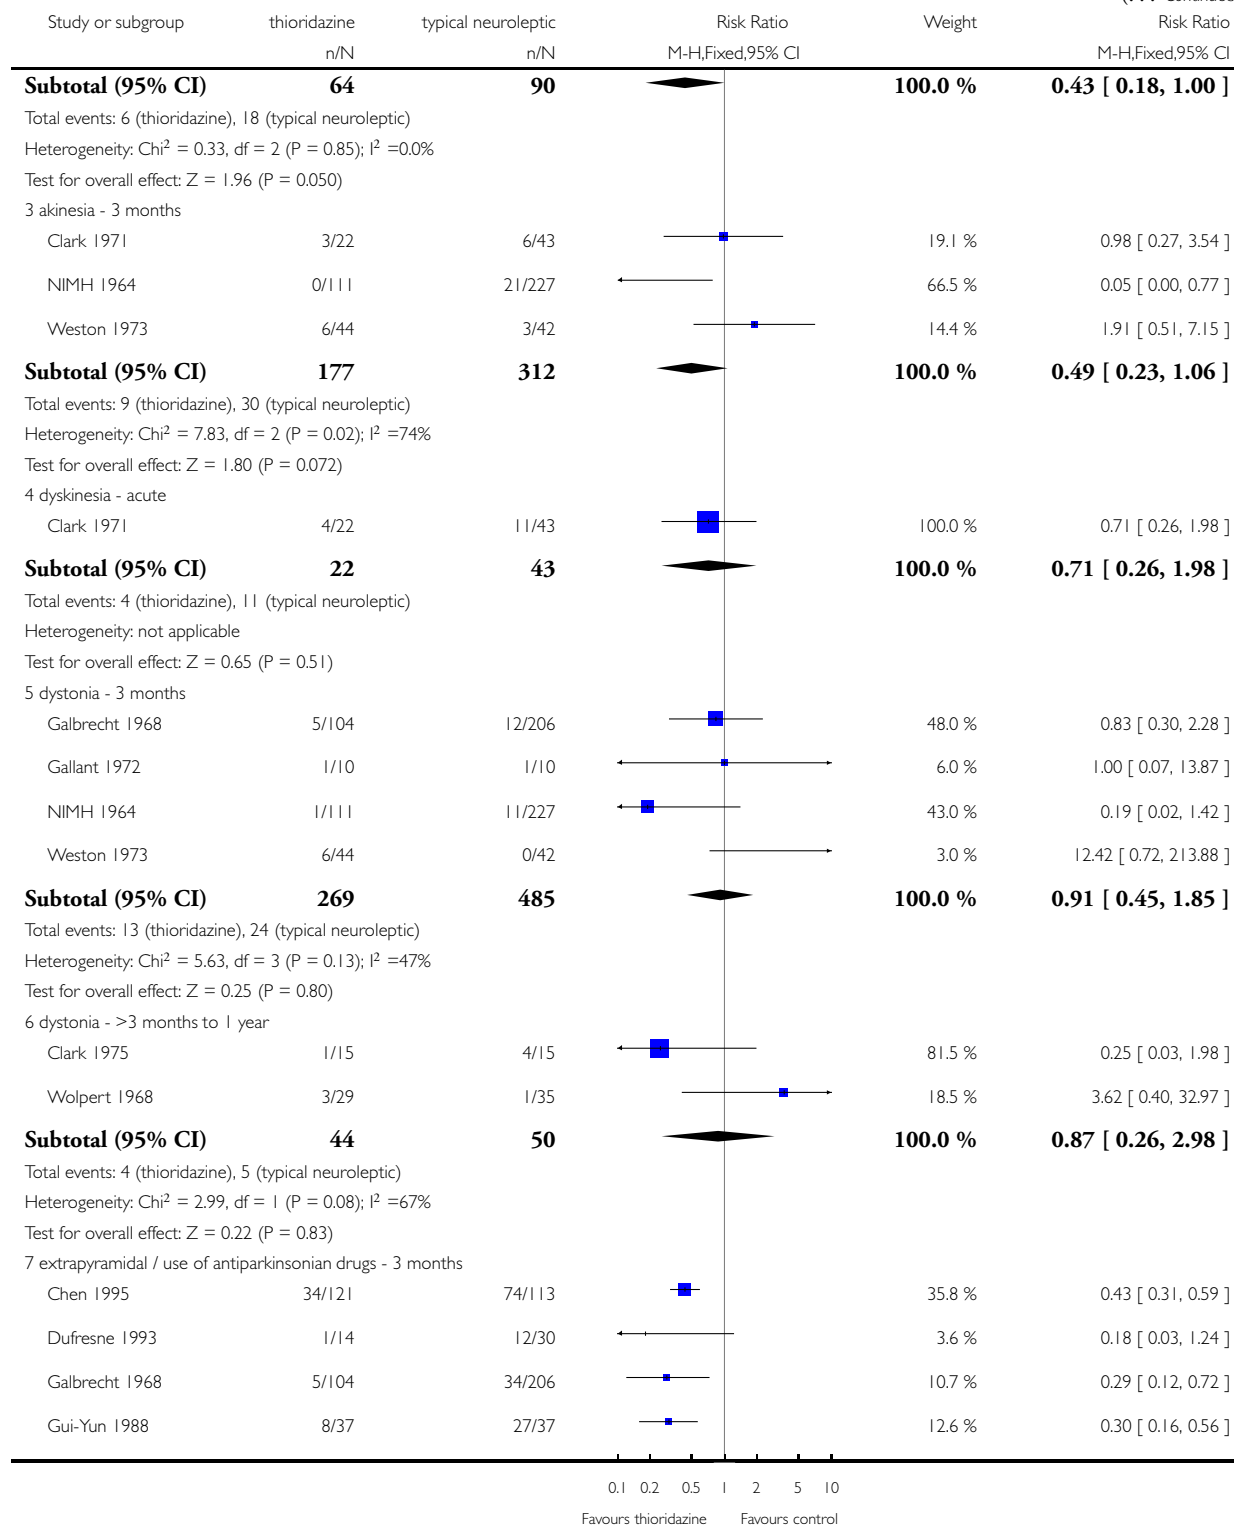 (. . . Continued
Study or subgroup thioridazine typical neuroleptic Risk Ratio Weight Risk Ratio
n/N n/N M-H,Fixed,95% CI M-H,Fixed,95% CI
Subtotal (95% CI) 64 90 100.0 % 0.43 [ 0.18, 1.00 ]
Total events: 6 (thioridazine), 18 (typical neuroleptic)
Heterogeneity: Chi² = 0.33, df = 2 (P = 0.85); I² =0.0%
Test for overall effect: Z = 1.96 (P = 0.050)
3 akinesia - 3 months
Clark 1971 3/22 6/43 19.1 % 0.98 [ 0.27, 3.54 ]
NIMH 1964 0/111 21/227 66.5 % 0.05 [ 0.00, 0.77 ]
Weston 1973 6/44 3/42 14.4 % 1.91 [ 0.51, 7.15 ]
Subtotal (95% CI) 177 312 100.0 % 0.49 [ 0.23, 1.06 ]
Total events: 9 (thioridazine), 30 (typical neuroleptic)
Heterogeneity: Chi² = 7.83, df = 2 (P = 0.02); I² =74%
Test for overall effect: Z = 1.80 (P = 0.072)
4 dyskinesia - acute
Clark 1971 4/22 11/43 100.0 % 0.71 [ 0.26, 1.98 ]
Subtotal (95% CI) 22 43 100.0 % 0.71 [ 0.26, 1.98 ]
Total events: 4 (thioridazine), 11 (typical neuroleptic)
Heterogeneity: not applicable
Test for overall effect: Z = 0.65 (P = 0.51)
5 dystonia - 3 months
Galbrecht 1968 5/104 12/206 48.0 % 0.83 [ 0.30, 2.28 ]
Gallant 1972 1/10 1/10 6.0 % 1.00 [ 0.07, 13.87 ]
NIMH 1964 1/111 11/227 43.0 % 0.19 [ 0.02, 1.42 ]
Weston 1973 6/44 0/42 3.0 % 12.42 [ 0.72, 213.88 ]
Subtotal (95% CI) 269 485 100.0 % 0.91 [ 0.45, 1.85 ]
Total events: 13 (thioridazine), 24 (typical neuroleptic)
Heterogeneity: Chi² = 5.63, df = 3 (P = 0.13); I² =47%
Test for overall effect: Z = 0.25 (P = 0.80)
6 dystonia - >3 months to 1 year
Clark 1975 1/15 4/15 81.5 % 0.25 [ 0.03, 1.98 ]
Wolpert 1968 3/29 1/35 18.5 % 3.62 [ 0.40, 32.97 ]
Subtotal (95% CI) 44 50 100.0 % 0.87 [ 0.26, 2.98 ]
Total events: 4 (thioridazine), 5 (typical neuroleptic)
Heterogeneity: Chi² = 2.99, df = 1 (P = 0.08); I² =67%
Test for overall effect: Z = 0.22 (P = 0.83)
7 extrapyramidal / use of antiparkinsonian drugs - 3 months
Chen 1995 34/121 74/113 35.8 % 0.43 [ 0.31, 0.59 ]
Dufresne 1993 1/14 12/30 3.6 % 0.18 [ 0.03, 1.24 ]
Galbrecht 1968 5/104 34/206 10.7 % 0.29 [ 0.12, 0.72 ]
Gui-Yun 1988 8/37 27/37 12.6 % 0.30 [ 0.16, 0.56 ]
0.1 0.2 0.5 1 2 5 10
Favours thioridazine Favours control